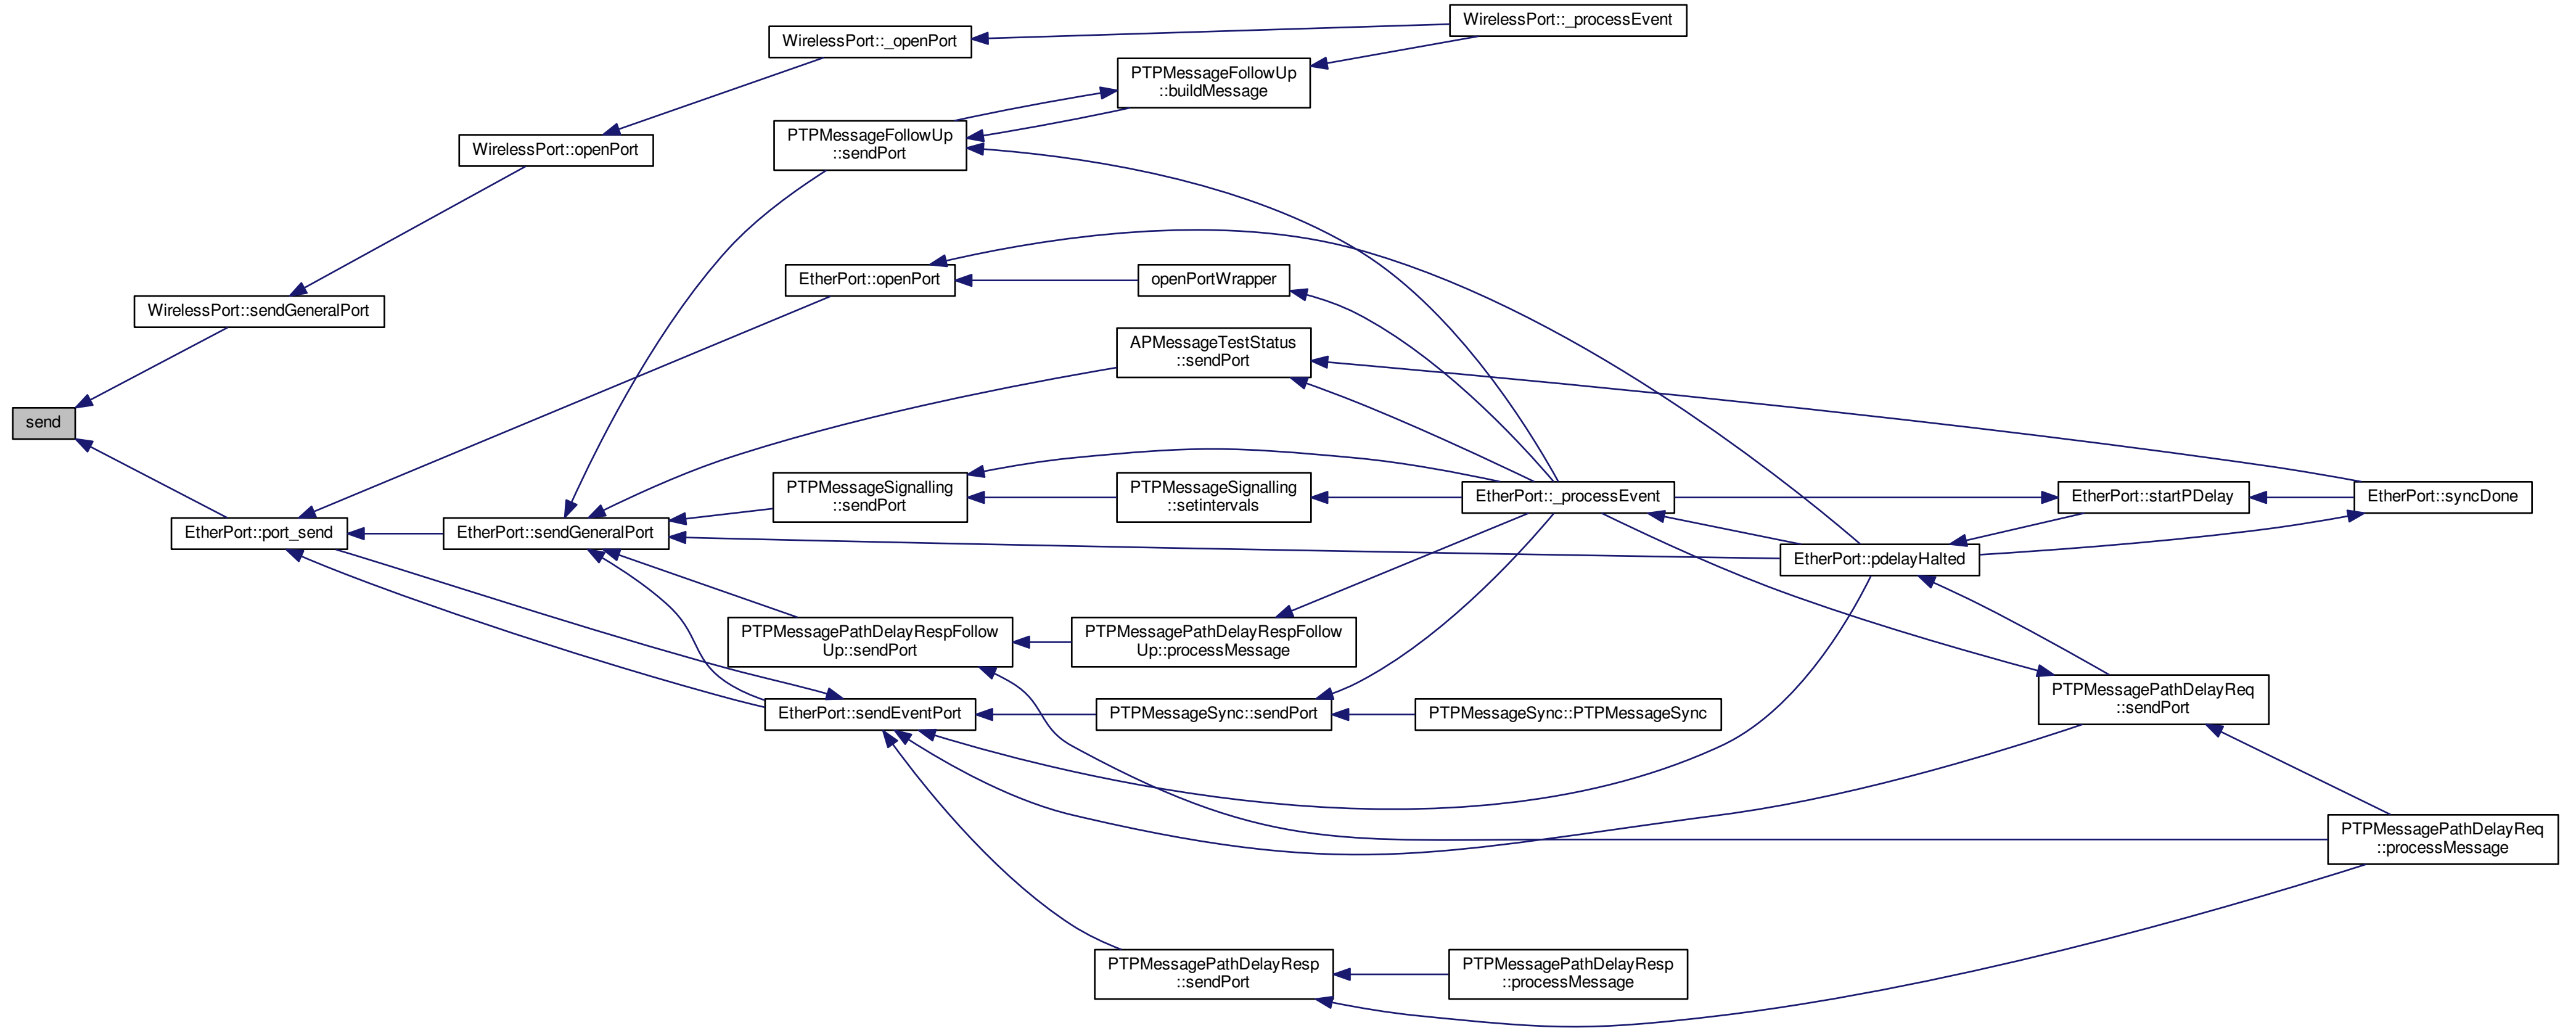 WirelessPort::_processEvent
WirelessPort::_openPort
PTPMessageFollowUp
::buildMessage
PTPMessageFollowUp
::sendPort
WirelessPort::openPort
EtherPort::openPort
openPortWrapper
WirelessPort::sendGeneralPort
APMessageTestStatus
::sendPort
send
PTPMessageSignalling
::sendPort
PTPMessageSignalling
::setintervals
EtherPort::_processEvent
EtherPort::startPDelay
EtherPort::syncDone
EtherPort::port_send
EtherPort::sendGeneralPort
EtherPort::pdelayHalted
PTPMessagePathDelayRespFollow
Up::sendPort
PTPMessagePathDelayRespFollow
Up::processMessage
PTPMessagePathDelayReq
::sendPort
EtherPort::sendEventPort
PTPMessageSync::sendPort
PTPMessageSync::PTPMessageSync
PTPMessagePathDelayReq
::processMessage
PTPMessagePathDelayResp
::sendPort
PTPMessagePathDelayResp
::processMessage